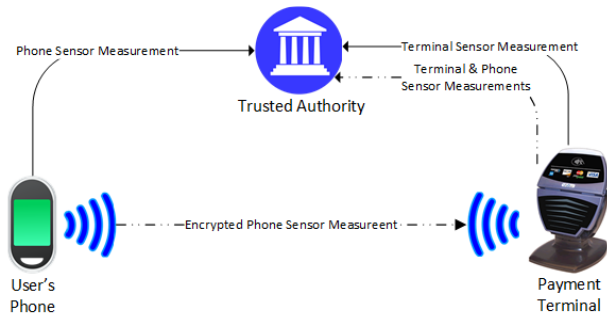 Phone Sensor Measurement
Terminal Sensor Measurement
Terminal & Phone
Sensor Measurements
Trusted Authority
Encrypted Phone Sensor Measureent
User's
Phone
Payment
Terminal